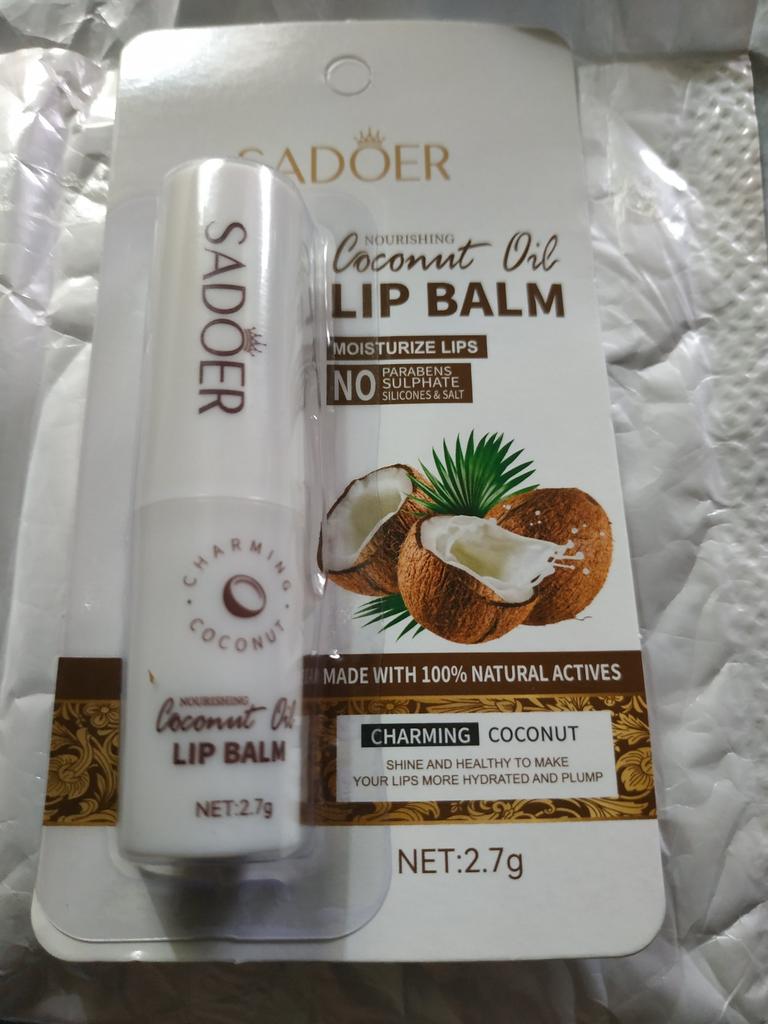 SADOER
NOURISHING
Coconut Oil
LIP BALM
MOISTURIZE LIPS
NO PARABENS
SULPHATE
SILICONES & SALT
MADE WITH 100% NATURAL ACTIVES
CHARMING COCONUT
SHINE AND HEALTHY TO MAKE
YOUR LIPS MORE HYDRATED AND PLUMP
NET:2.7g
SADOER
CHARMING
COCONUT
NOURISHING
Coconut Oil
LIP BALM
NET:2.7g